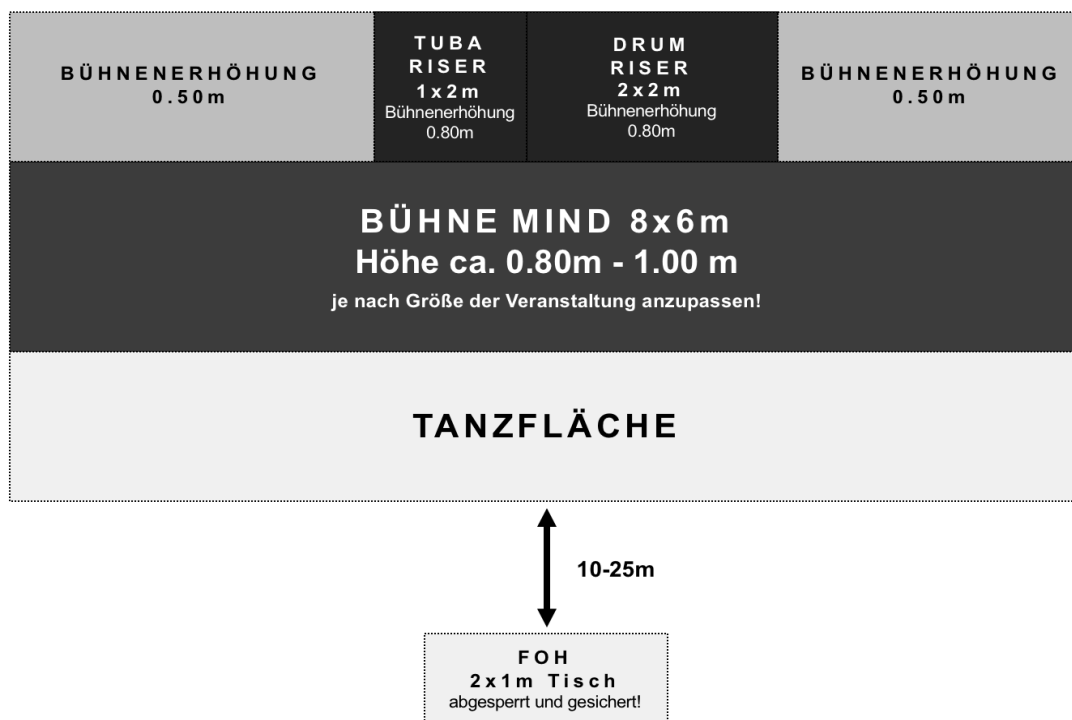 BÜHNENERHÖHUNG
0.50m
TUBA
RISER
1x2m
Bühnenerhöhung
0.80m
DRUM
RISER
2x2m
Bühnenerhöhung
0.80m
BÜHNENERHÖHUNG
0.50m
BÜHNE MIND 8x6m
Höhe ca. 0.80m - 1.00 m
je nach Größe der Veranstaltung anzupassen!
TANZFLÄCHE
10-25m
FOH
2x1m Tisch
abgesperrt und gesichert!